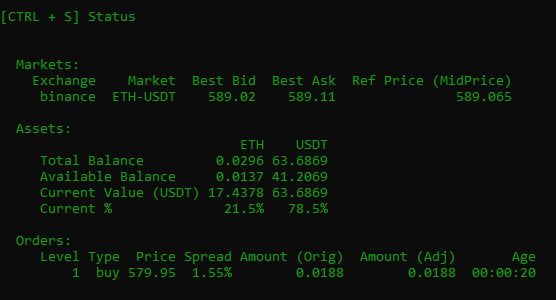 [CTRL + S] Status
Markets:
Exchange Market Best Bid Best Ask Ref Price (MidPrice)
binance ETH-USDT 589.02 589.11 589.065
Assets:
ETH USDT
Total Balance 0.0296 63.6869
Available Balance 0.0137 41.2069
Current Value (USDT) 17.4378 63.6869
Current % 21.5% 78.5%
Orders:
Level Type Price Spread Amount (Orig) Amount (Adj) Age
1 buy 579.95 1.55% 0.0188 0.0188 00:00:20